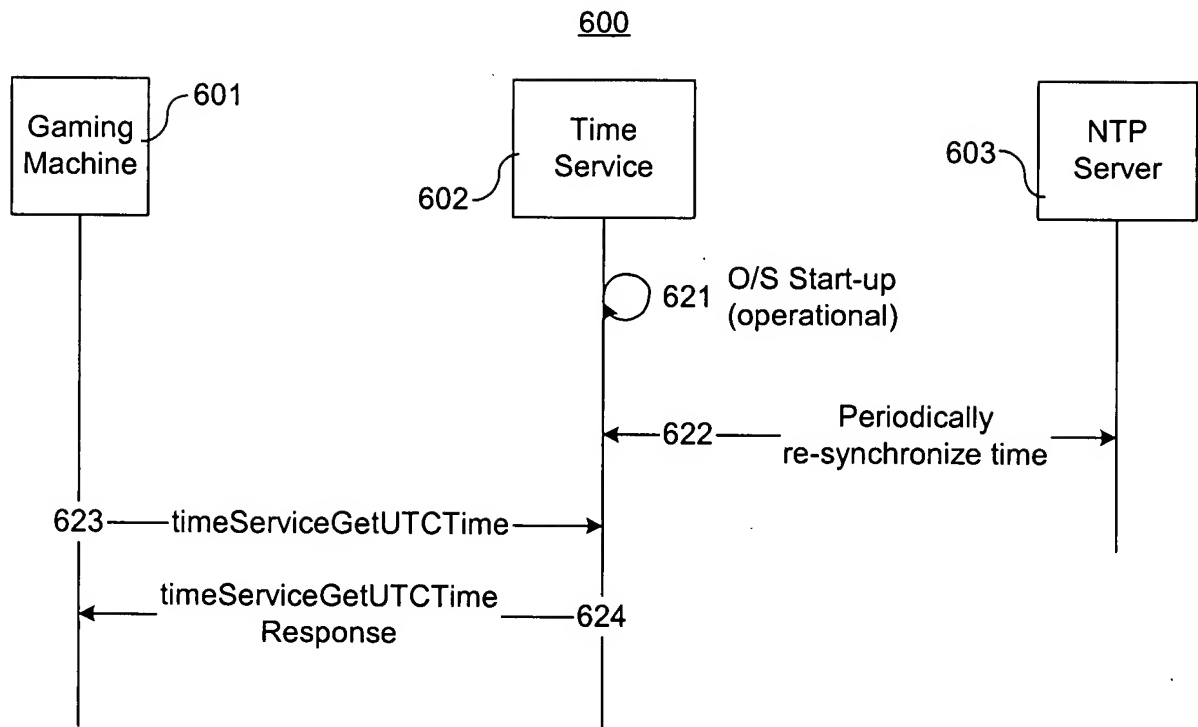 600
Gaming
Machine
601
Time
Service
602
NTP
Server
603
621
O/S Start-up
(operational)
622
Periodically
re-synchronize time
623
timeServiceGetUTCTime
timeServiceGetUTCTime
Response
624